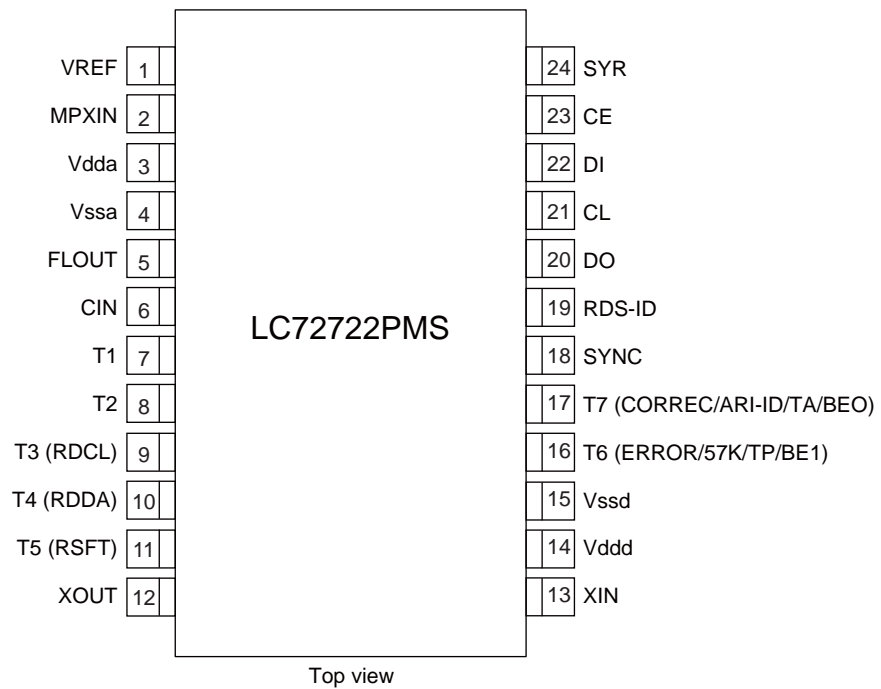 VREF 1 24 SYR
MPXIN 2 23 CE
Vdda 3 22 DI
Vssa 4 21 CL
FLOUT 5 20 DO
CIN 6 19 RDS-ID
LC72722PMS
T1 7 18 SYNC
T2 8 17 T7 (CORREC/ARI-ID/TA/BEO)
T3 (RDCL) 9 16 T6 (ERROR/57K/TP/BE1)
T4 (RDDA) 10 15 Vssd
T5 (RSFT) 11 14 Vddd
XOUT 12 13 XIN
Top view